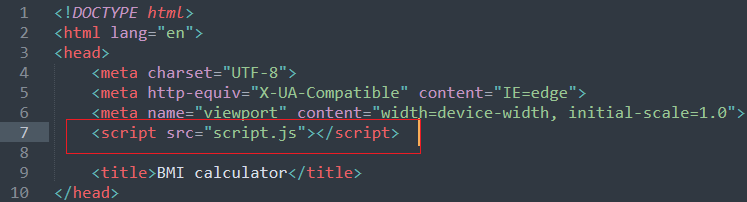 1 <!DOCTYPE html>
2 <html lang="en">
3 <head>
4 <meta charset="UTF-8">
5 <meta http-equiv="X-UA-Compatible" content="IE=edge">
6 <meta name="viewport" content="width=device-width, initial-scale=1.0">
7 <script src="script.js"></script>
8
9 <title>BMI calculator</title>
10 </head>